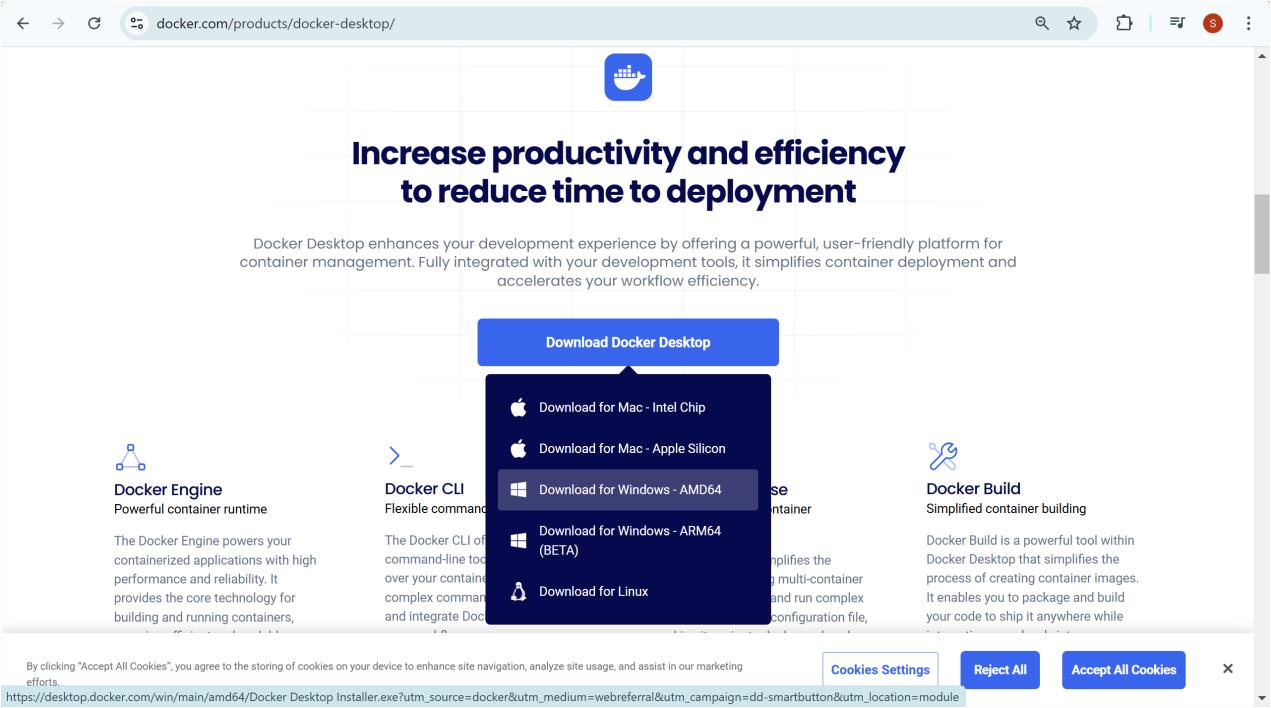 docker.com/products/docker-desktop/
S
Increase productivity and efficiency
to reduce time to deployment
Docker Desktop enhances your development experience by offering a powerful, user-friendly platform for
container management. Fully integrated with your development tools, it simplifies container deployment and
accelerates your workflow efficiency.
Download Docker Desktop
Download for Mac - Intel Chip
Download for Mac - Apple Silicon
Download for Windows - AMD64
Download for Windows - ARM64
(BETA)
Download for Linux
Docker Engine
Powerful container runtime
The Docker Engine powers your
containerized applications with high
performance and reliability. It
provides the core technology for
building and running containers,
Docker CLI
Flexible command
The Docker CLI of
command-line too
over your containe
complex comman
and integrate Doc
se
ontainer
nplifies the
g multi-container
and run complex
configuration file,
Docker Build
Simplified container building
Docker Build is a powerful tool within
Docker Desktop that simplifies the
process of creating container images.
It enables you to package and build
your code to ship it anywhere while
By clicking “Accept All Cookies”, you agree to the storing of cookies on your device to enhance site navigation, analyze site usage, and assist in our marketing
efforts.
Cookies Settings
Reject All
Accept All Cookies
https://desktop.docker.com/win/main/amd64/Docker Desktop Installer.exe?utm_source=docker&utm_medium=webreferral&utm_campaign=dd-smartbutton&utm_location=module